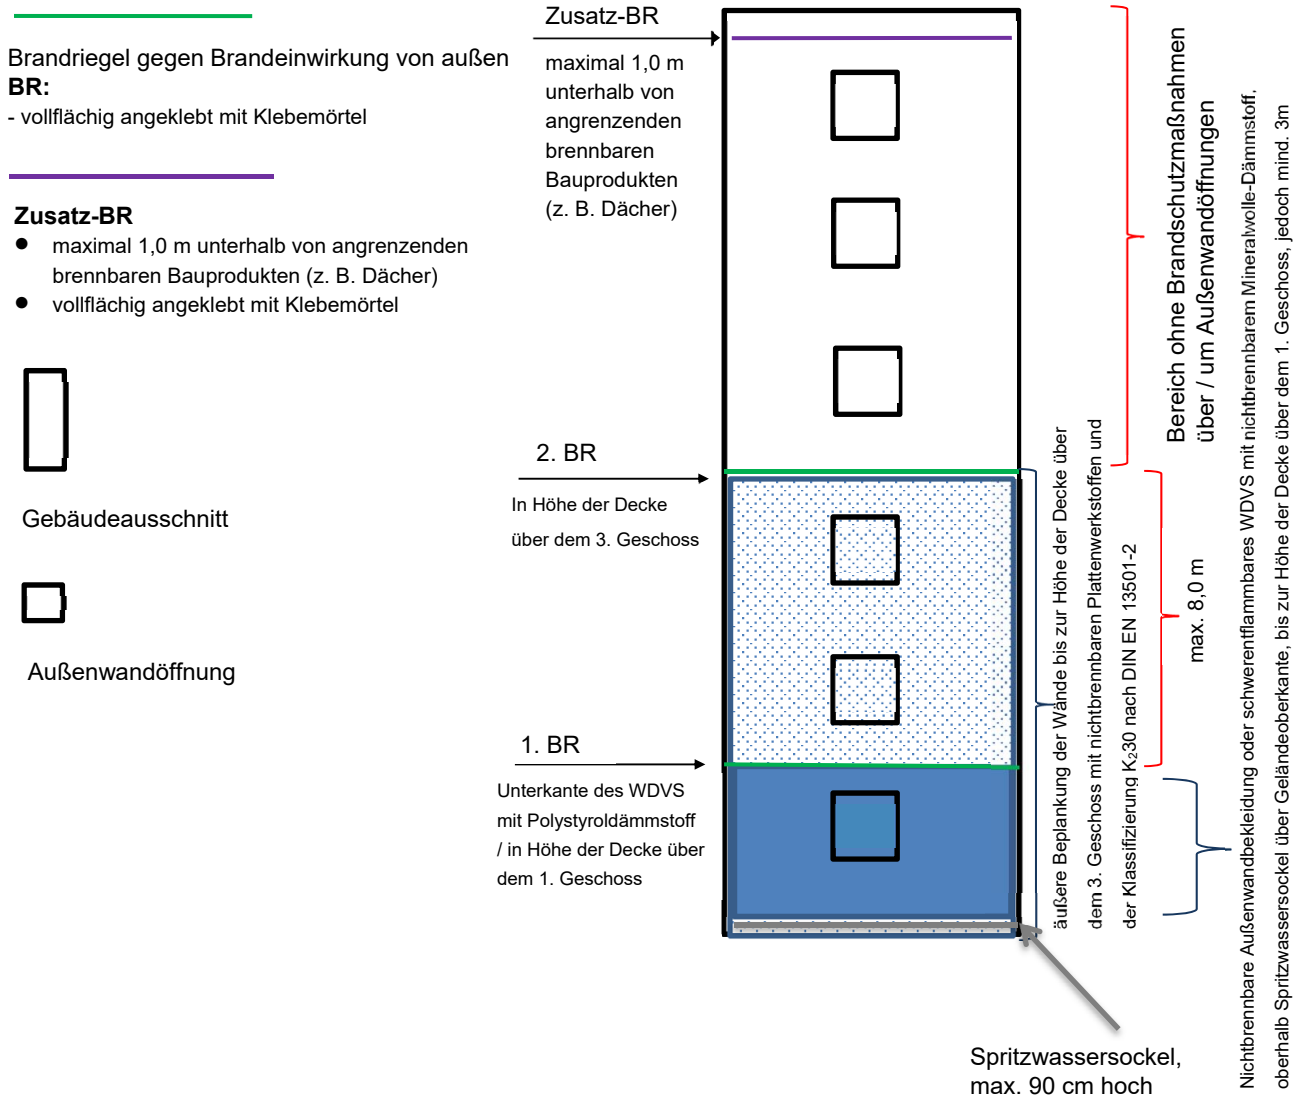 Brandriegel gegen Brandeinwirkung von außen
BR:
- vollflächig angeklebt mit Klebemörtel
Zusatz-BR
● maximal 1,0 m unterhalb von angrenzenden
brennbaren Bauprodukten (z. B. Dächer)
● vollflächig angeklebt mit Klebemörtel
Gebäudeausschnitt
Außenwandöffnung
Zusatz-BR
maximal 1,0 m
unterhalb von
angrenzenden
brennbaren
Bauprodukten
(z. B. Dächer)
2. BR
In Höhe der Decke
über dem 3. Geschoss
1. BR
Unterkante des WDVS
mit Polystyroldämmstoff
/ in Höhe der Decke über
dem 1. Geschoss
äußere Beplankung der Wände bis zur Höhe der Decke über
dem 3. Geschoss mit nichtbrennbaren Plattenwerkstoffen und
der Klassifizierung K₂30 nach DIN EN 13501-2
max. 8,0 m
Bereich ohne Brandschutzmaßnahmen
über / um Außenwandöffnungen
Nichtbrennbare Außenwandbekleidung oder schwerentflammbares WDVS mit nichtbrennbarem Mineralwolle-Dämmstoff.
oberhalb Spritzwassersockel über Geländeoberkante, bis zur Höhe der Decke über dem 1. Geschoss, jedoch mind. 3m
Spritzwassersockel,
max. 90 cm hoch